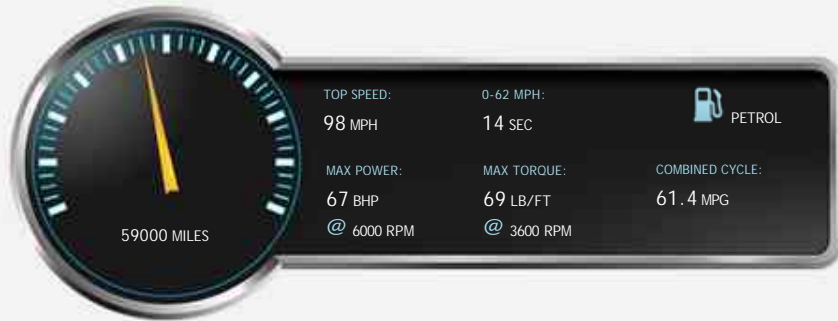 TOP SPEED:
98 MPH
0-62 MPH:
14 SEC
PETROL
MAX POWER:
67 BHP
@ 6000 RPM
MAX TORQUE:
69 LB/FT
@ 3600 RPM
COMBINED CYCLE:
61.4 MPG
59000 MILES